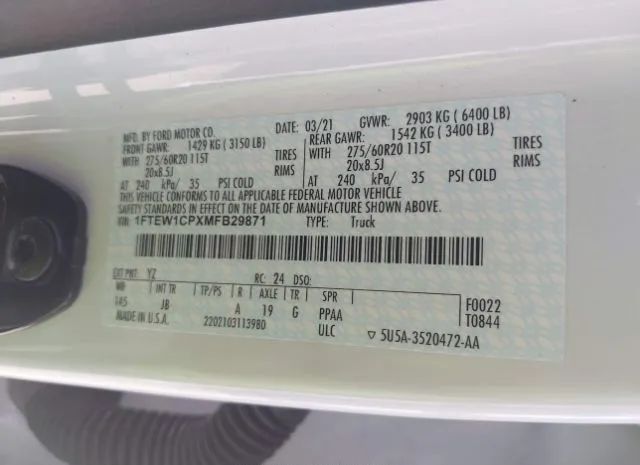 MFD. BY FORD MOTOR CO.
DATE: 03/21 GVWR: 2903 KG ( 6400 LB)
FRONT GAWR: 1429 KG ( 3150 LB)
REAR GAWR: 1542 KG ( 3400 LB)
WITH 275/60R20 115T TIRES
WITH 275/60R20 115T TIRES
20x8.5J RIMS
20x8.5J RIMS
AT 240 kPa/ 35 PSI COLD
AT 240 kPa/ 35 PSI COLD
THIS VEHICLE CONFORMS TO ALL APPLICABLE FEDERAL MOTOR VEHICLE
SAFETY STANDARDS IN EFFECT ON THE DATE OF MANUFACTURE SHOWN ABOVE.
VIN: 1FTEW1CPXMFB29871 TYPE: Truck
EXT PNT: YZ RC: 24 DSO:
WB INT TR TP/PS R AXLE TR SPR
145 JB A 19 G PPAA
F0022
T0844
MADE IN U.S.A. 2202103113980 ULC
▽ 5U5A-3520472-AA